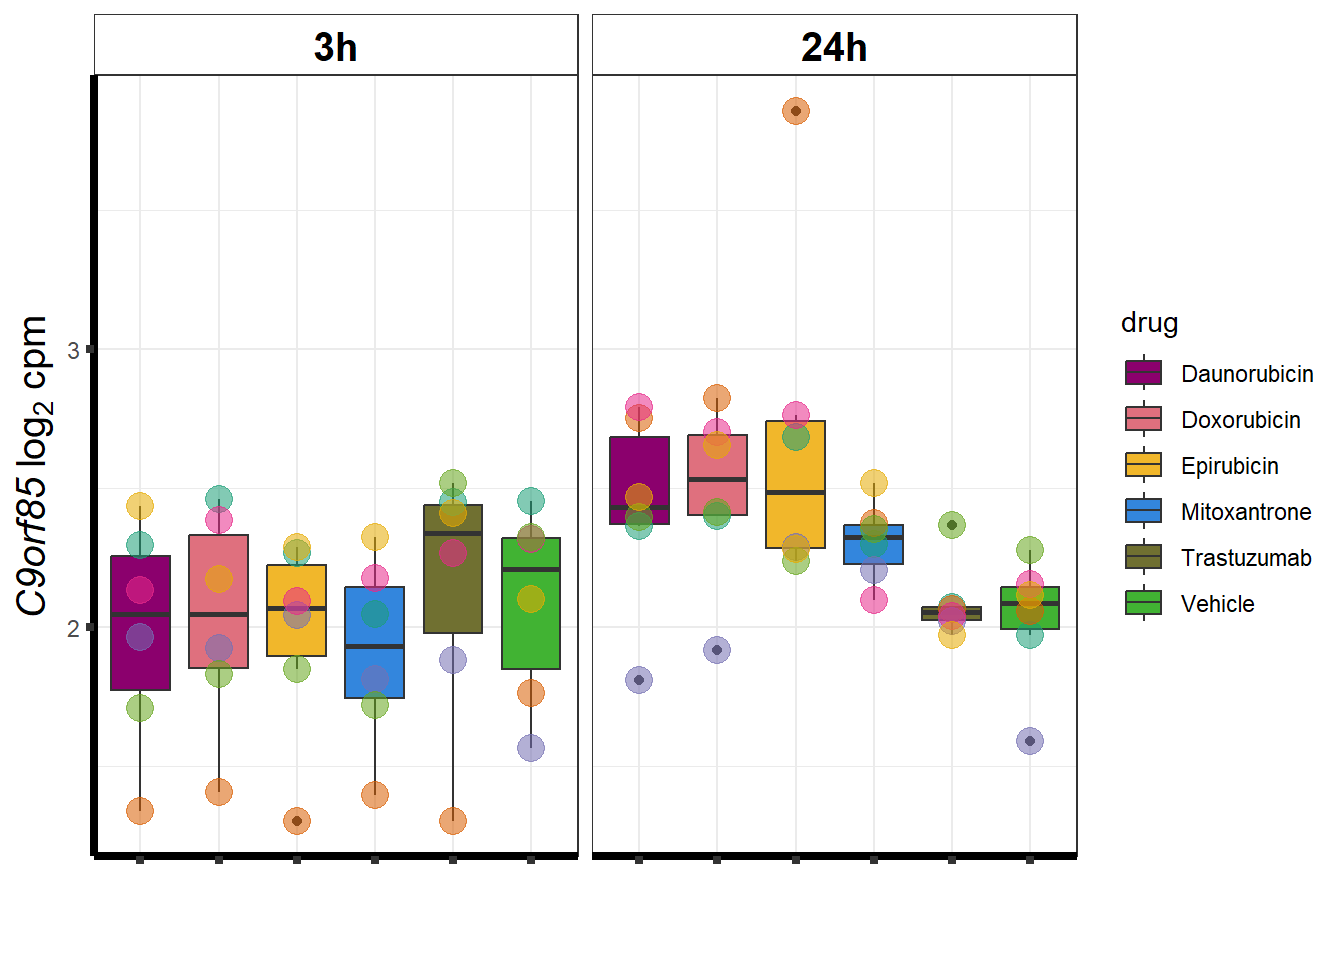 3h
24h
C9orf85 log2 cpm
3
2
drug
Daunorubicin
Doxorubicin
Epirubicin
Mitoxantrone
Trastuzumab
Vehicle